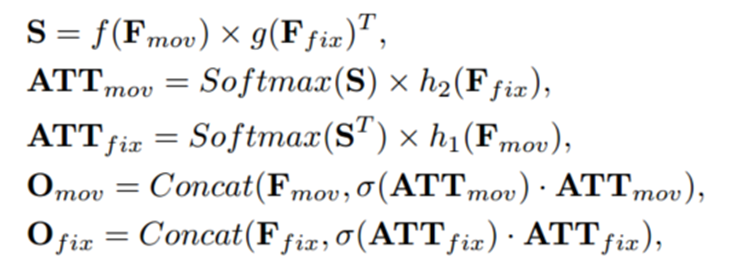 S = f(F_mov) × g(F_fix)^T,
ATT_mov = Softmax(S) × h_2(F_fix),
ATT_fix = Softmax(S^T) × h_1(F_mov),
O_mov = Concat(F_mov, σ(ATT_mov) · ATT_mov),
O_fix = Concat(F_fix, σ(ATT_fix) · ATT_fix),